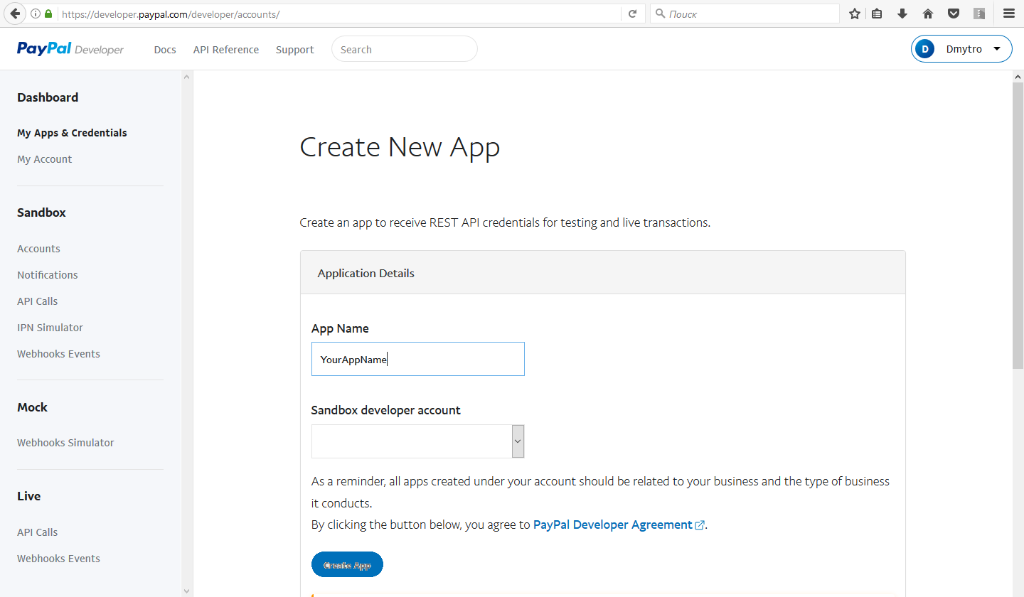 https://developer.paypal.com/developer/accounts/
Поиск
PayPal Developer
Docs
API Reference
Support
Search
D
Dmytro
Dashboard
My Apps & Credentials
My Account
Sandbox
Accounts
Notifications
API Calls
IPN Simulator
Webhooks Events
Mock
Webhooks Simulator
Live
API Calls
Webhooks Events
Create New App
Create an app to receive REST API credentials for testing and live transactions.
Application Details
App Name
YourAppName
Sandbox developer account
As a reminder, all apps created under your account should be related to your business and the type of business
it conducts.
By clicking the button below, you agree to PayPal Developer Agreement.
Create App